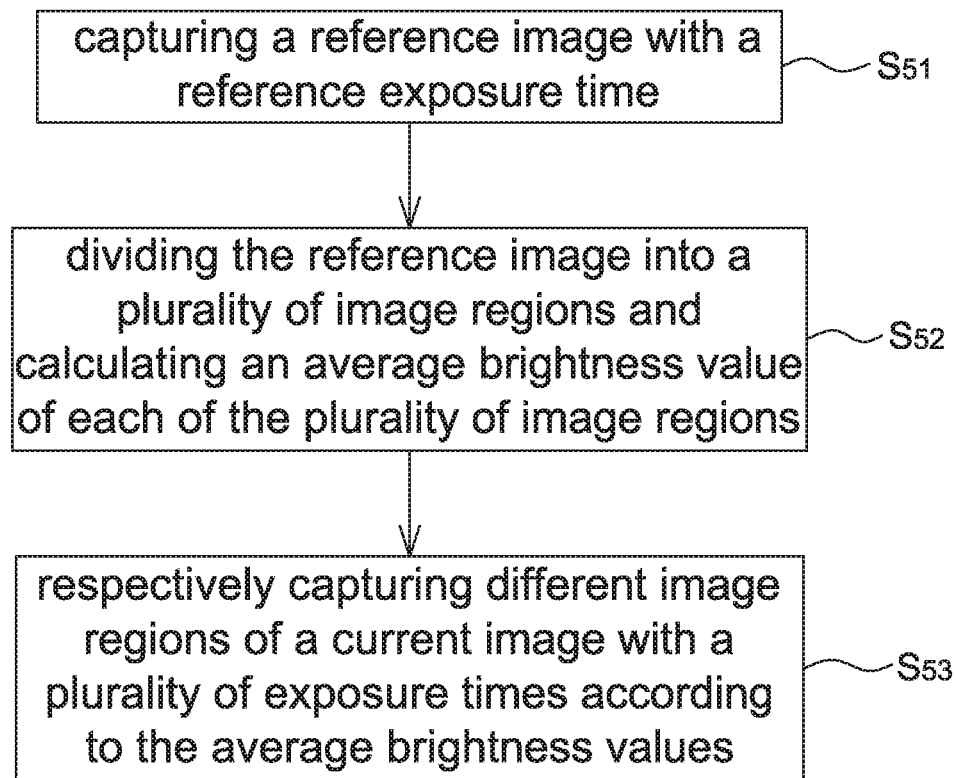 capturing a reference image with a
reference exposure time
S51
dividing the reference image into a
plurality of image regions and
calculating an average brightness value
of each of the plurality of image regions
S52
respectively capturing different image
regions of a current image with a
plurality of exposure times according
to the average brightness values
S53